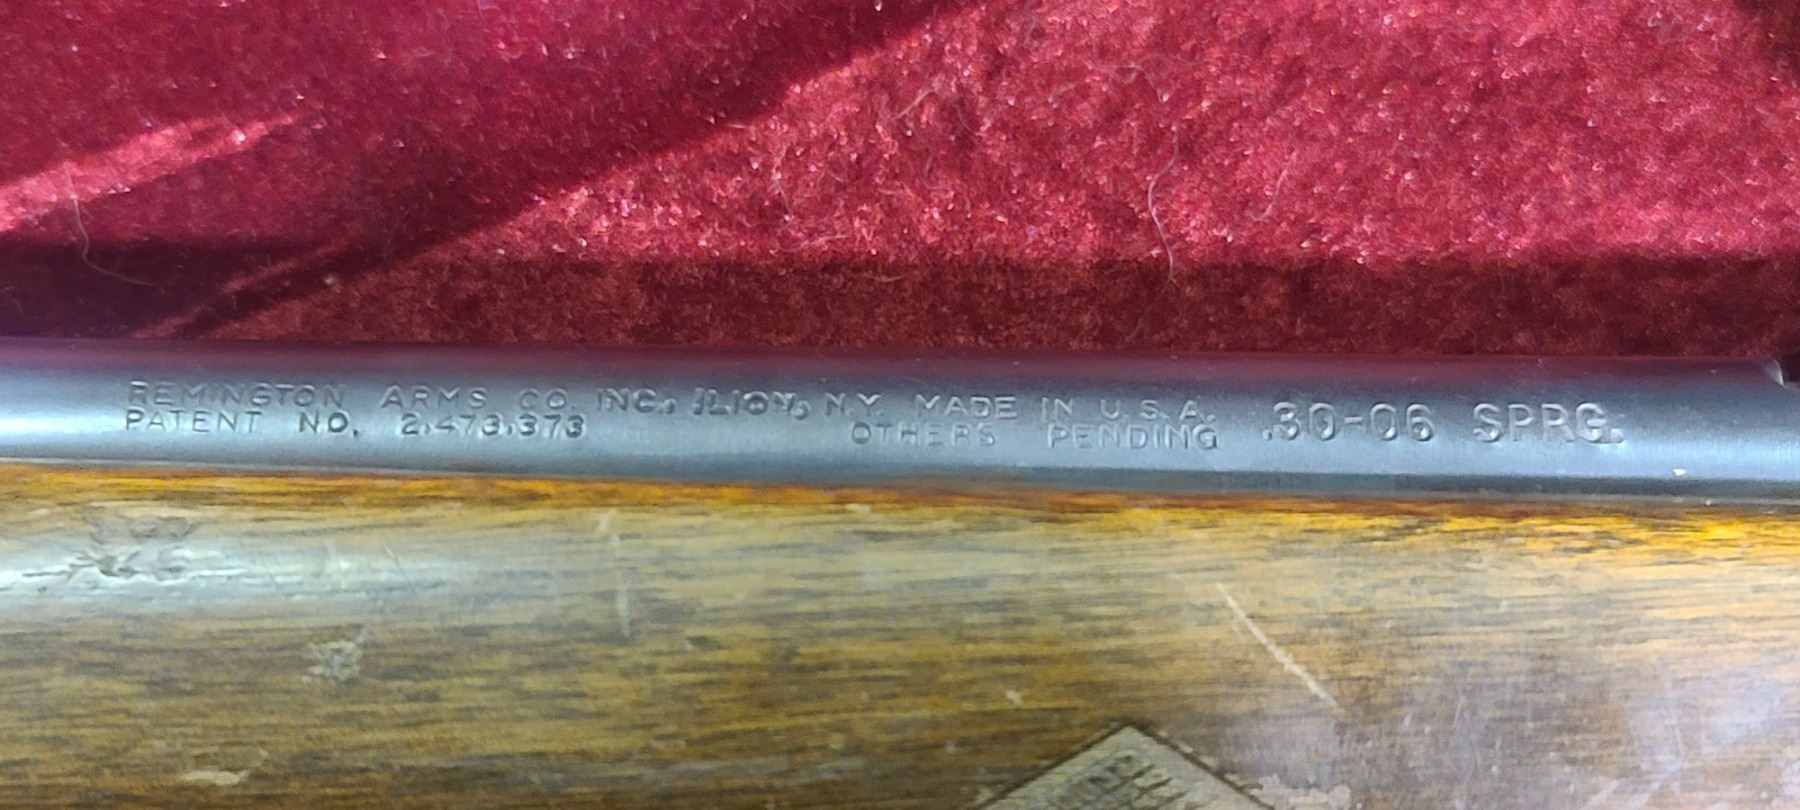 REMINGTON ARMS CO. INC., ILION, N.Y. MADE IN U.S.A. .30-06 SPRG.
PATENT NO. 2,473,373 OTHERS PENDING